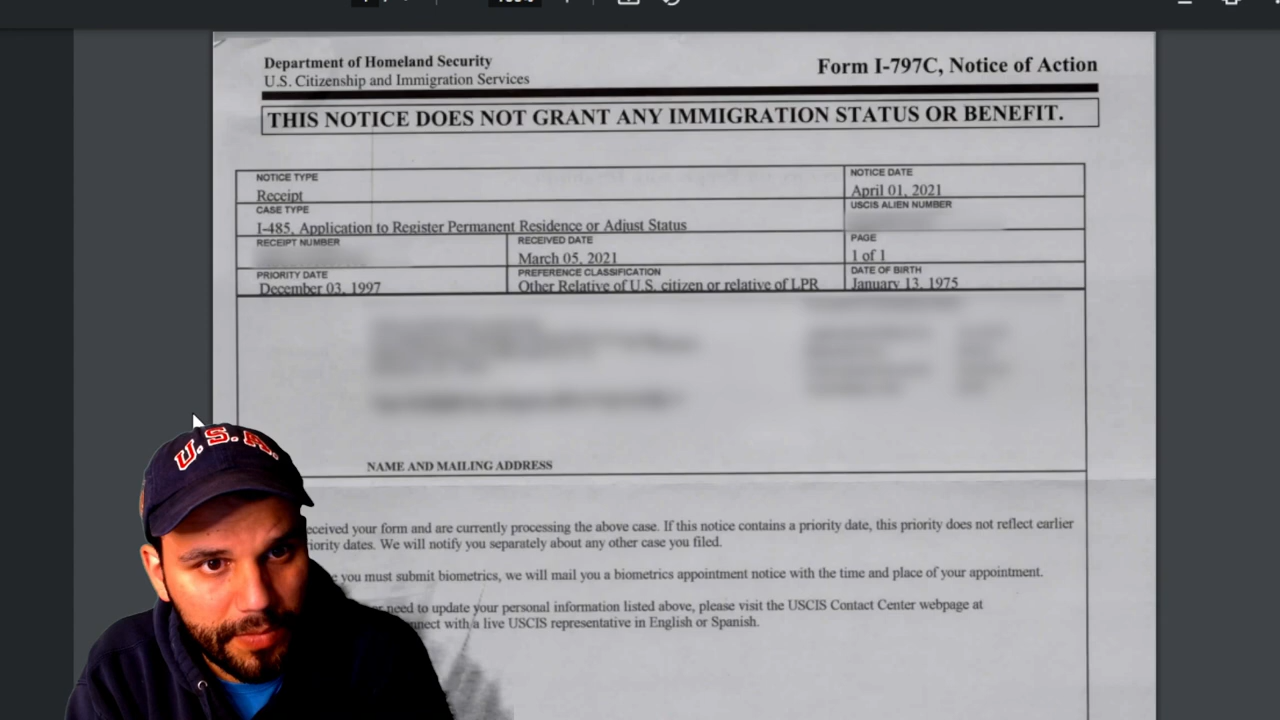 Department of Homeland Security
U.S. Citizenship and Immigration Services
Form I-797C, Notice of Action
THIS NOTICE DOES NOT GRANT ANY IMMIGRATION STATUS OR BENEFIT.
NOTICE TYPE
Receipt
NOTICE DATE
April 01, 2021
CASE TYPE
I-485, Application to Register Permanent Residence or Adjust Status
USCIS ALIEN NUMBER
RECEIPT NUMBER
RECEIVED DATE
March 05, 2021
PAGE
1 of 1
PRIORITY DATE
December 03, 1997
PREFERENCE CLASSIFICATION
Other Relative of U.S. citizen or relative of LPR
DATE OF BIRTH
January 13, 1975
NAME AND MAILING ADDRESS
U.S.A.
eceived your form and are currently processing the above case. If this notice contains a priority date, this priority does not reflect earlier
iority dates. We will notify you separately about any other case you filed.
you must submit biometrics, we will mail you a biometrics appointment notice with the time and place of your appointment.
need to update your personal information listed above, please visit the USCIS Contact Center webpage at
nect with a live USCIS representative in English or Spanish.